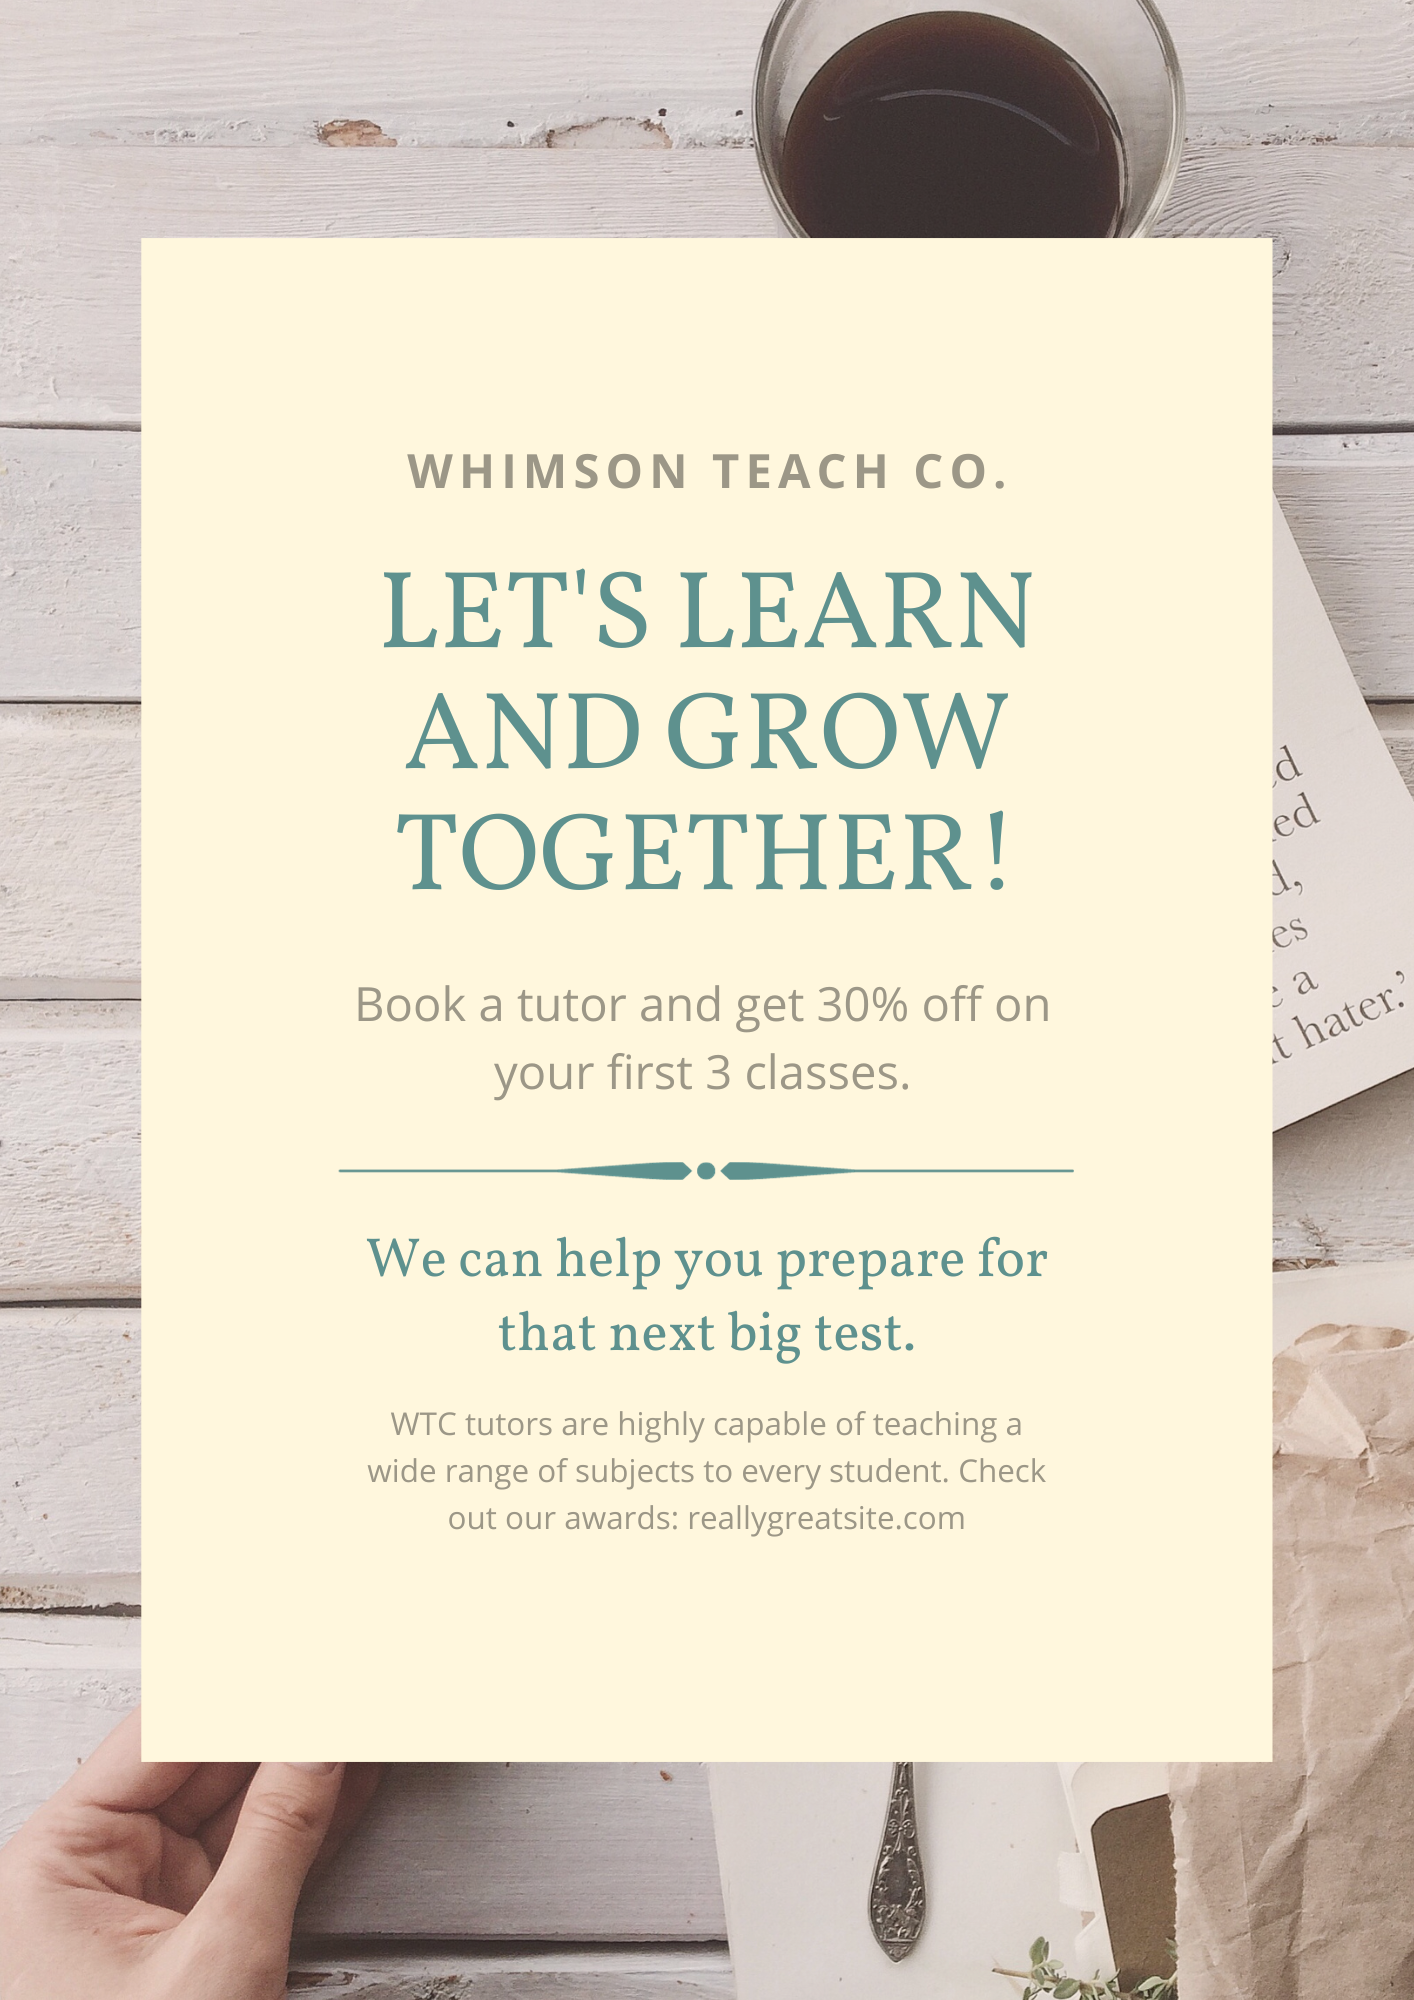 WHIMSON TEACH CO.
LET'S LEARN
AND GROW
TOGETHER!
Book a tutor and get 30% off on
your first 3 classes.
We can help you prepare for
that next big test.
WTC tutors are highly capable of teaching a
wide range of subjects to every student. Check
out our awards: reallygreatsite.com
a
hater.'